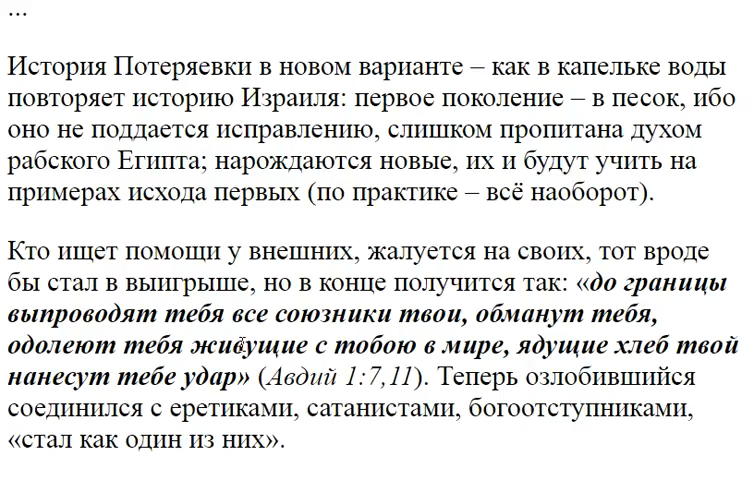 ...
История Потеряевки в новом варианте – как в капельке воды
повторяет историю Израиля: первое поколение – в песок, ибо
оно не поддается исправлению, слишком пропитана духом
рабского Египта; нарождаются новые, их и будут учить на
примерах исхода первых (по практике – всё наоборот).
Кто ищет помощи у внешних, жалуется на своих, тот вроде
бы стал в выигрыше, но в конце получится так: «до границы
выпроводят тебя все союзники твои, обманут тебя,
одолеют тебя живущие с тобою в мире, ядущие хлеб твой
нанесут тебе удар» (Авдий 1:7,11). Теперь озлобившийся
соединился с еретиками, сатанистами, богоотступниками,
«стал как один из них».